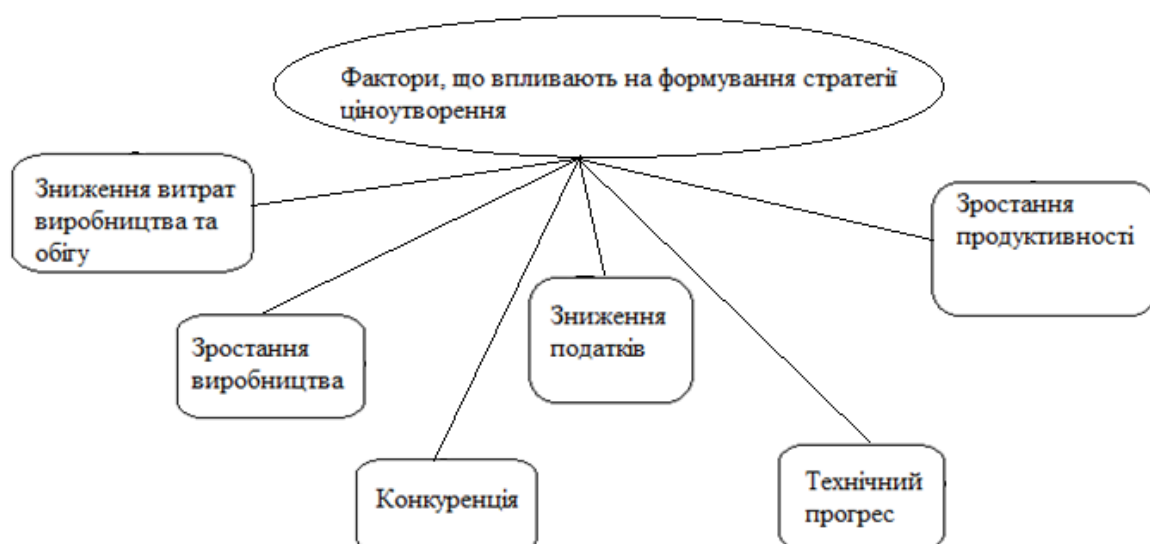 Фактори, що впливають на формування стратегії
ціноутворення
Зниження витрат
виробництва та
обігу
Зростання
виробництва
Конкуренція
Зниження
податків
Технічний
прогрес
Зростання
продуктивності